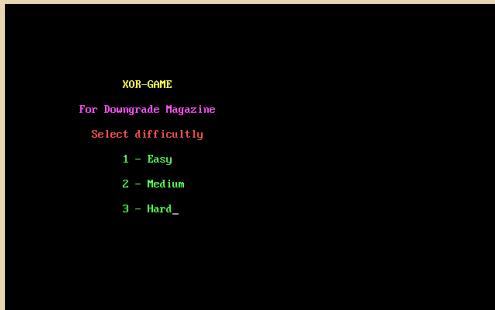 XOR-GAME
For Downgrade Magazine
Select difficultly
1 - Easy
2 - Medium
3 - Hard_